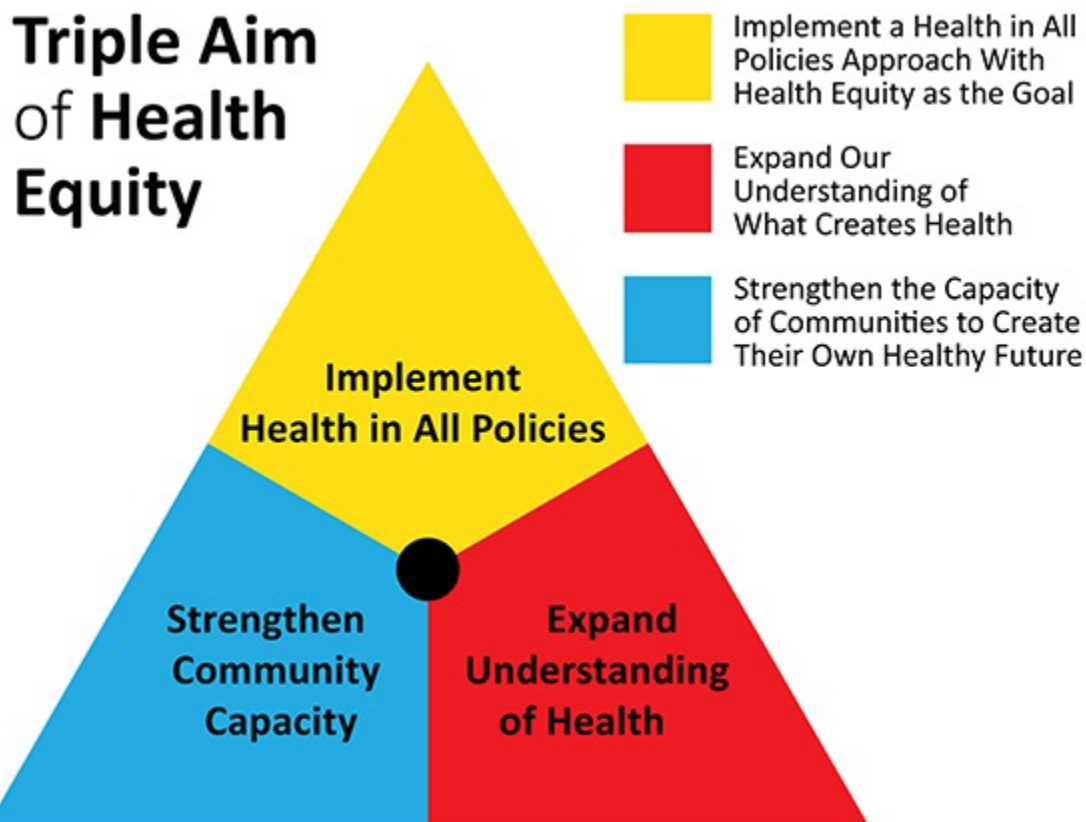 Triple Aim
of Health
Equity
Implement a Health in All
Policies Approach With
Health Equity as the Goal
Expand Our
Understanding of
What Creates Health
Strengthen the Capacity
of Communities to Create
Their Own Healthy Future
Implement
Health in All Policies
Strengthen
Community
Capacity
Expand
Understanding
of Health